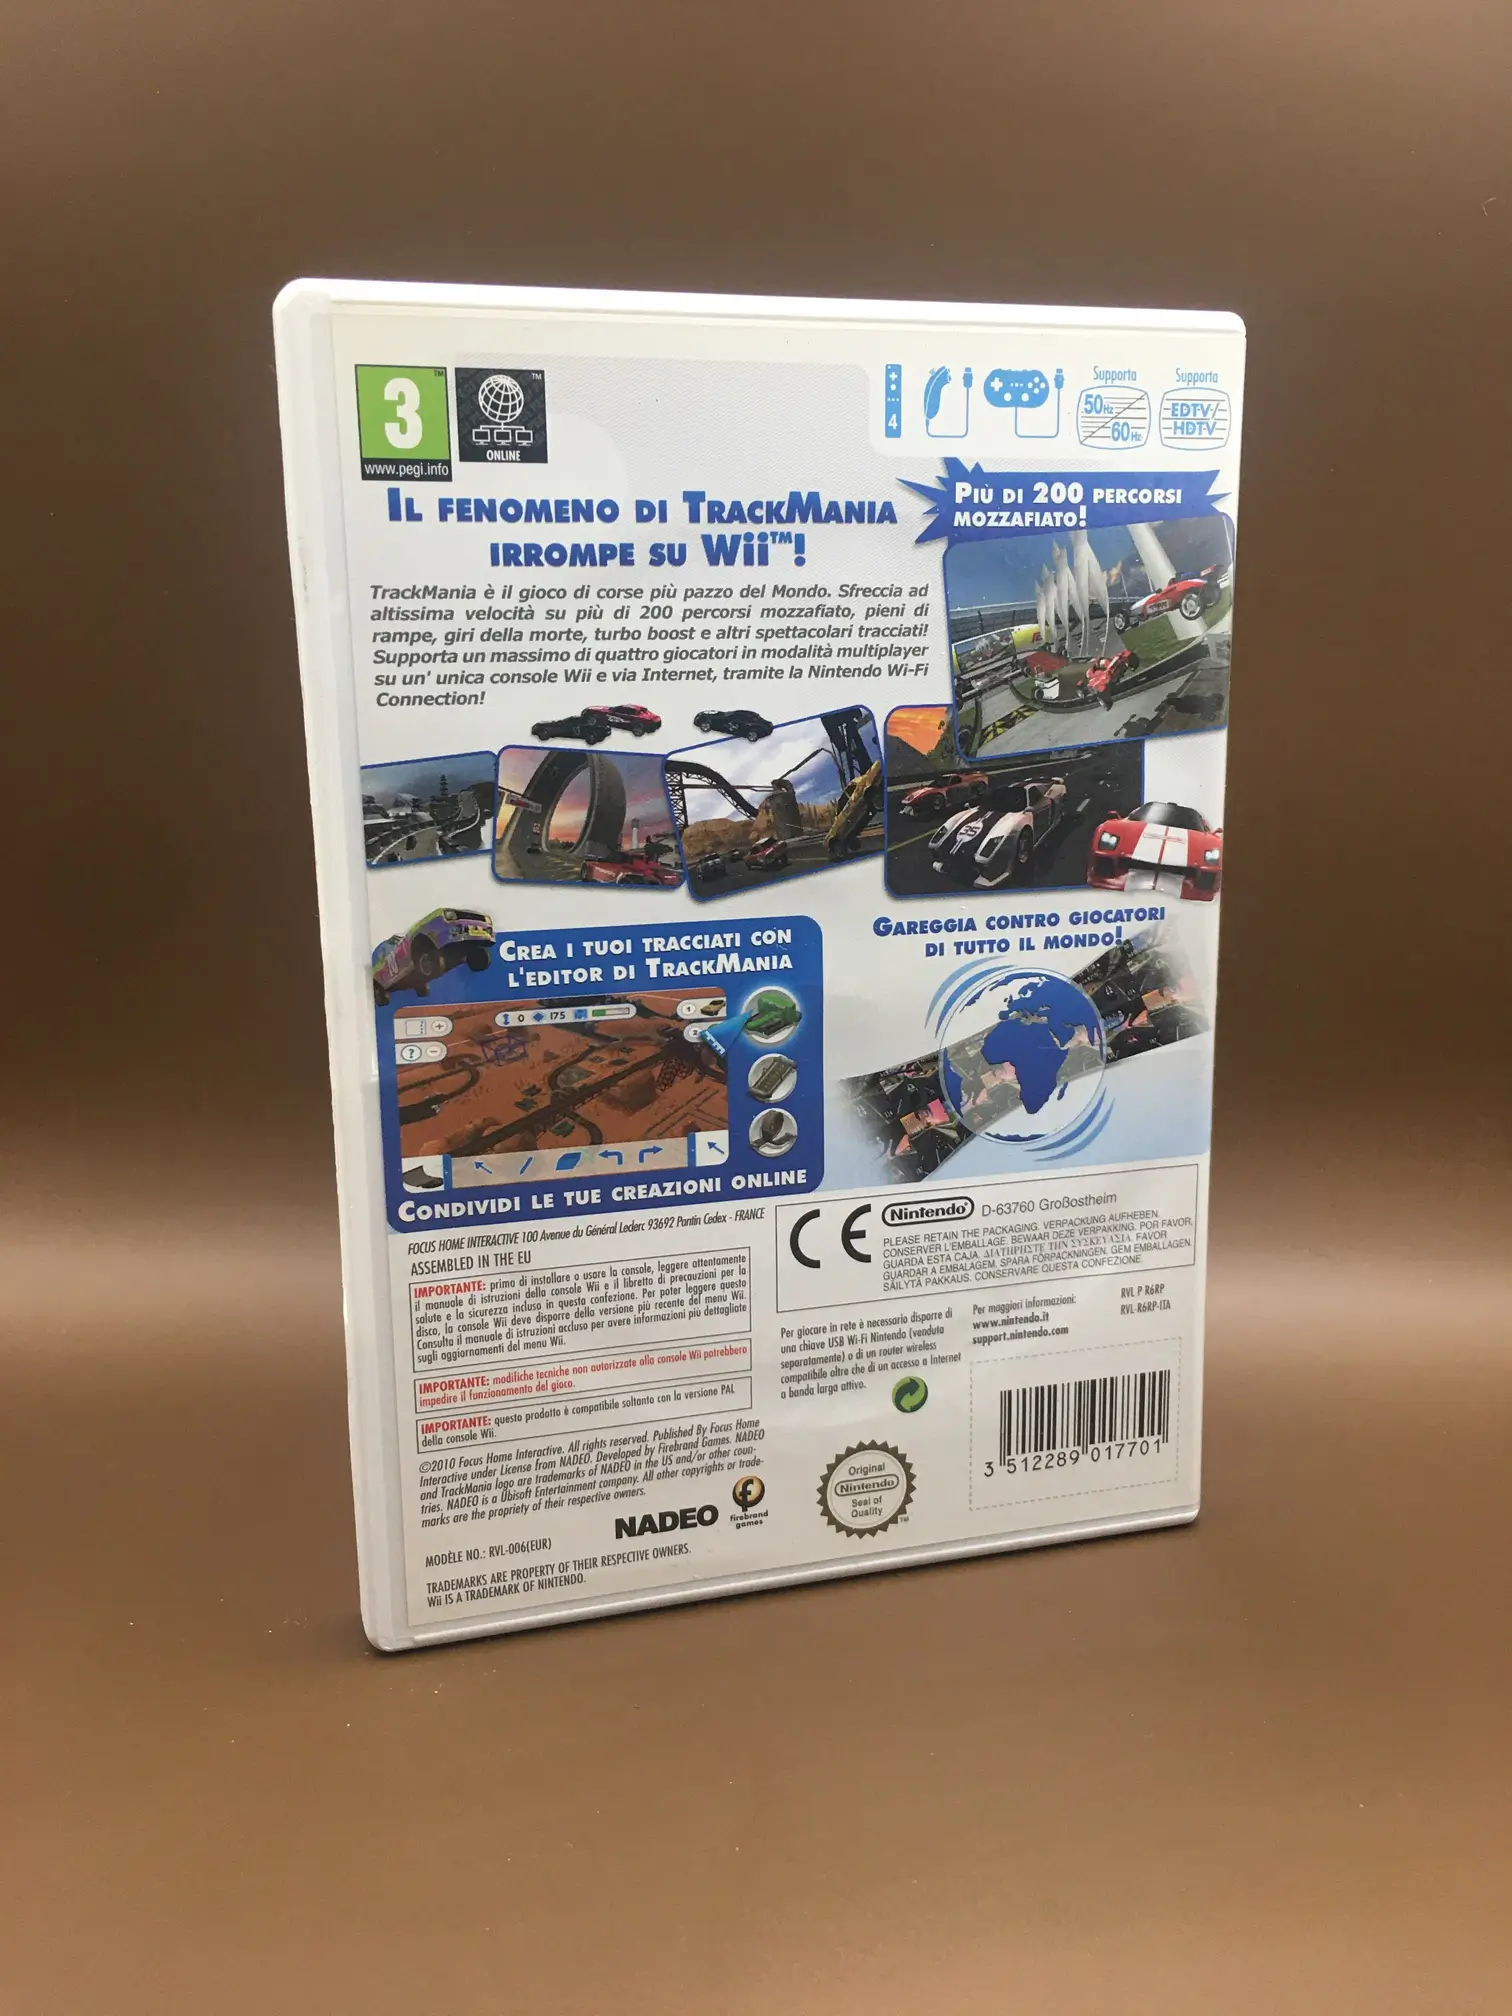 3
TM
www.pegi.info
TM
ONLINE
4
Supporta
50Hz
60Hz
Supporta
EDTV/
HDTV
IL FENOMENO DI TRACKMANIA
IRROMPE SU Wii™!
PIÙ DI 200 PERCORSI
MOZZAFIATO!
TrackMania è il gioco di corse più pazzo del Mondo. Sfreccia ad
altissima velocità su più di 200 percorsi mozzafiato, pieni di
rampe, giri della morte, turbo boost e altri spettacolari tracciati!
Supporta un massimo di quattro giocatori in modalità multiplayer
su un' unica console Wii e via Internet, tramite la Nintendo Wi-Fi
Connection!
35
CREA I TUOI TRACCIATI CON
L'EDITOR DI TRACKMANIA
0 175
1
2
? −
+
TM
CONDIVIDI LE TUE CREAZIONI ONLINE
GAREGGIA CONTRO GIOCATORI
DI TUTTO IL MONDO!
FOCUS HOME INTERACTIVE 100 Avenue du Général Leclerc 93692 Pantin Cedex - FRANCE
ASSEMBLED IN THE EU
IMPORTANTE: prima di installare o usare la console, leggere attentamente
il manuale di istruzioni della console Wii e il libretto di precauzioni per la
salute e la sicurezza incluso in questa confezione. Per poter leggere questo
disco, la console Wii deve disporre della versione più recente del menu Wii.
Consulta il manuale di istruzioni accluso per avere informazioni più dettagliate
sugli aggiornamenti del menu Wii.
IMPORTANTE: modifiche tecniche non autorizzate alla console Wii potrebbero
impedire il funzionamento del gioco.
IMPORTANTE: questo prodotto è compatibile soltanto con la versione PAL
della console Wii.
©2010 Focus Home Interactive. All rights reserved. Published By Focus Home
Interactive under License from NADEO. Developed by Firebrand Games. NADEO
and TrackMania logo are trademarks of NADEO in the US and/or other coun-
tries. NADEO is a Ubisoft Entertainment company. All other copyrights or trade-
marks are the propriety of their respective owners.
NADEO
firebrand
games
MODÈLE NO.: RVL-006(EUR)
TRADEMARKS ARE PROPERTY OF THEIR RESPECTIVE OWNERS.
Wii IS A TRADEMARK OF NINTENDO.
CE
Nintendo® D-63760 Großostheim
PLEASE RETAIN THE PACKAGING. VERPACKUNG AUFHEBEN.
CONSERVER L'EMBALLAGE. BEWAAR DEZE VERPAKKING. POR FAVOR,
GUARDA ESTA CAJA. ΔΙΑΤΗΡΗΣΤΕ ΤΗΝ ΣΥΣΚΕΥΑΣΙΑ. FAVOR
GUARDAR A EMBALAGEM. SPARA FÖRPACKNINGEN. GEM EMBALLAGEN.
SÄILYTÄ PAKKAUS. CONSERVARE QUESTA CONFEZIONE.
Per giocare in rete è necessario disporre di
una chiave USB Wi-Fi Nintendo (venduta
separatamente) o di un router wireless
compatibile oltre che di un accesso a Internet
a banda larga attivo.
Per maggiori informazioni:
www.nintendo.it
support.nintendo.com
RVL P R6RP
RVL-R6RP-ITA
Original
Nintendo
Seal of
Quality
TM
3 512289 017701